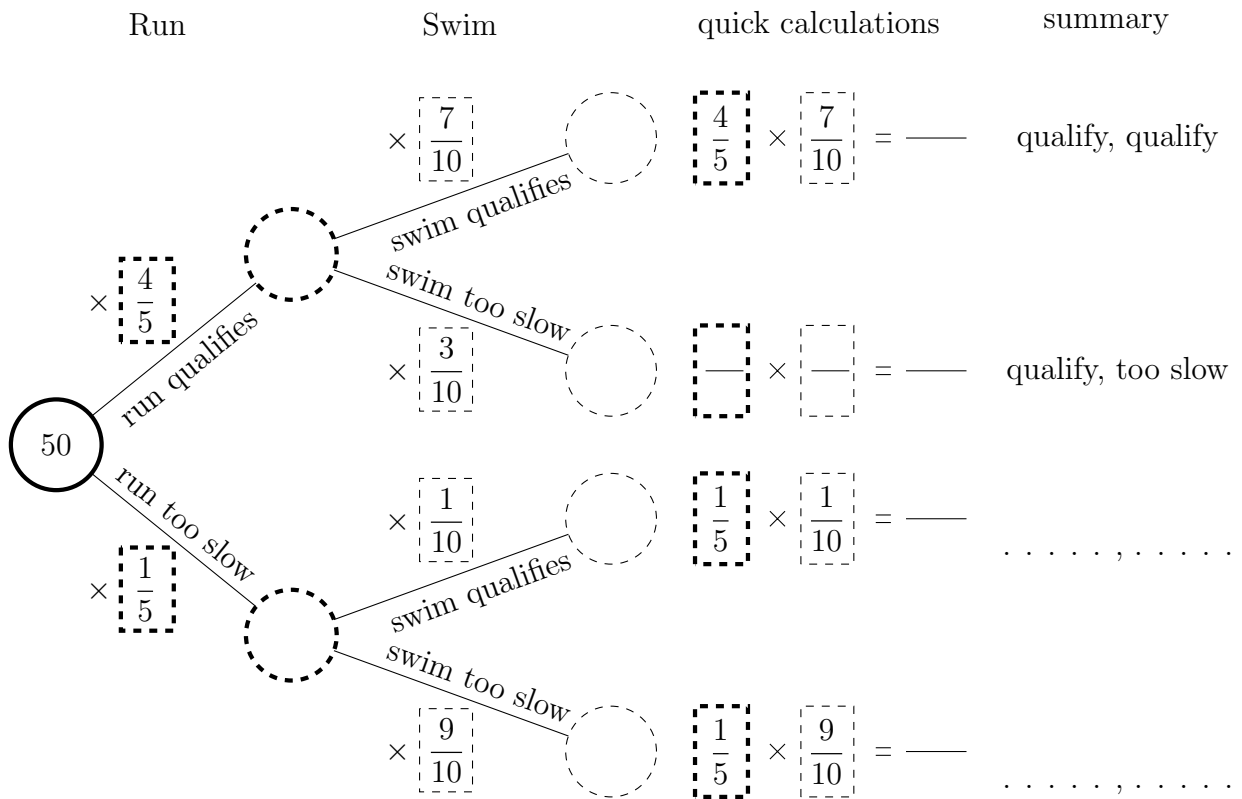 Run Swim quick calculations summary
× 7/10 4/5 × 7/10 = qualify, qualify
swim qualifies
× 4/5
run qualifies
swim too slow
× 3/10 × = qualify, too slow
50
run too slow
× 1/10 1/5 × 1/10 = . . . . . , . . . . .
swim qualifies
× 1/5
swim too slow
× 9/10 1/5 × 9/10 = . . . . . , . . . . .